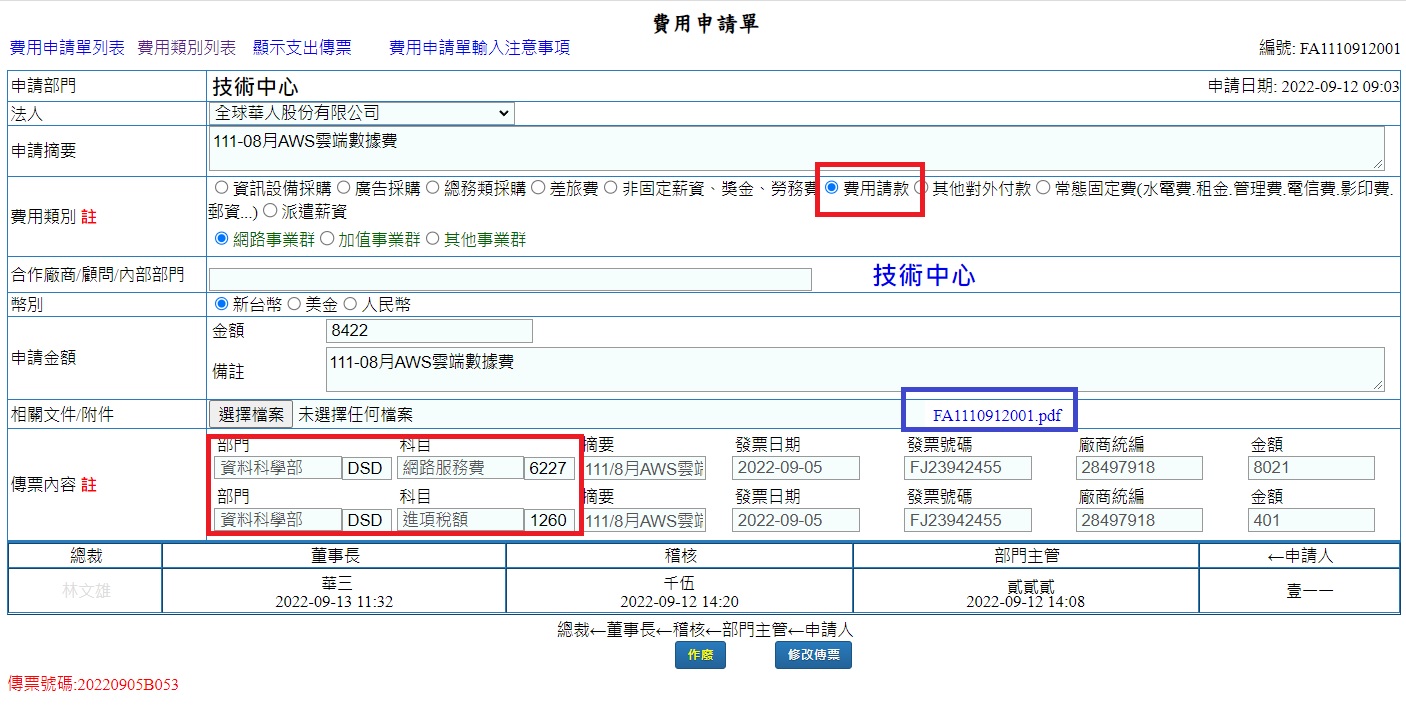 費用申請單
費用申請單列表 費用類別列表 顯示支出傳票 費用申請單輸入注意事項 編號: FA1110912001
申請部門 技術中心 申請日期: 2022-09-12 09:03
法人 全球華人股份有限公司
申請摘要 111-08月AWS雲端數據費
費用類別 註 資訊設備採購 廣告採購 總務類採購 差旅費 非固定薪資、獎金、勞務費 費用請款 其他對外付款 常態固定費(水電費.租金.管理費.電信費.影印費.
郵資...) 派遣薪資
網路事業群 加值事業群 其他事業群
合作廠商/顧問/內部部門 技術中心
幣別 新台幣 美金 人民幣
申請金額 金額 8422
備註 111-08月AWS雲端數據費
相關文件/附件 選擇檔案 未選擇任何檔案 FA1110912001.pdf
傳票內容 註 部門 科目 摘要 發票日期 發票號碼 廠商統編 金額
資料科學部 DSD 網路服務費 6227 111/8月AWS雲端 2022-09-05 FJ23942455 28497918 8021
部門 科目 摘要 發票日期 發票號碼 廠商統編 金額
資料科學部 DSD 進項稅額 1260 111/8月AWS雲端 2022-09-05 FJ23942455 28497918 401
總裁 董事長 稽核 部門主管 ←申請人
林文雄 華三 千伍 貳貳貳 壹一一
2022-09-13 11:32 2022-09-12 14:20 2022-09-12 14:08
總裁←董事長←稽核←部門主管←申請人
作廢 修改傳票
傳票號碼:20220905B053